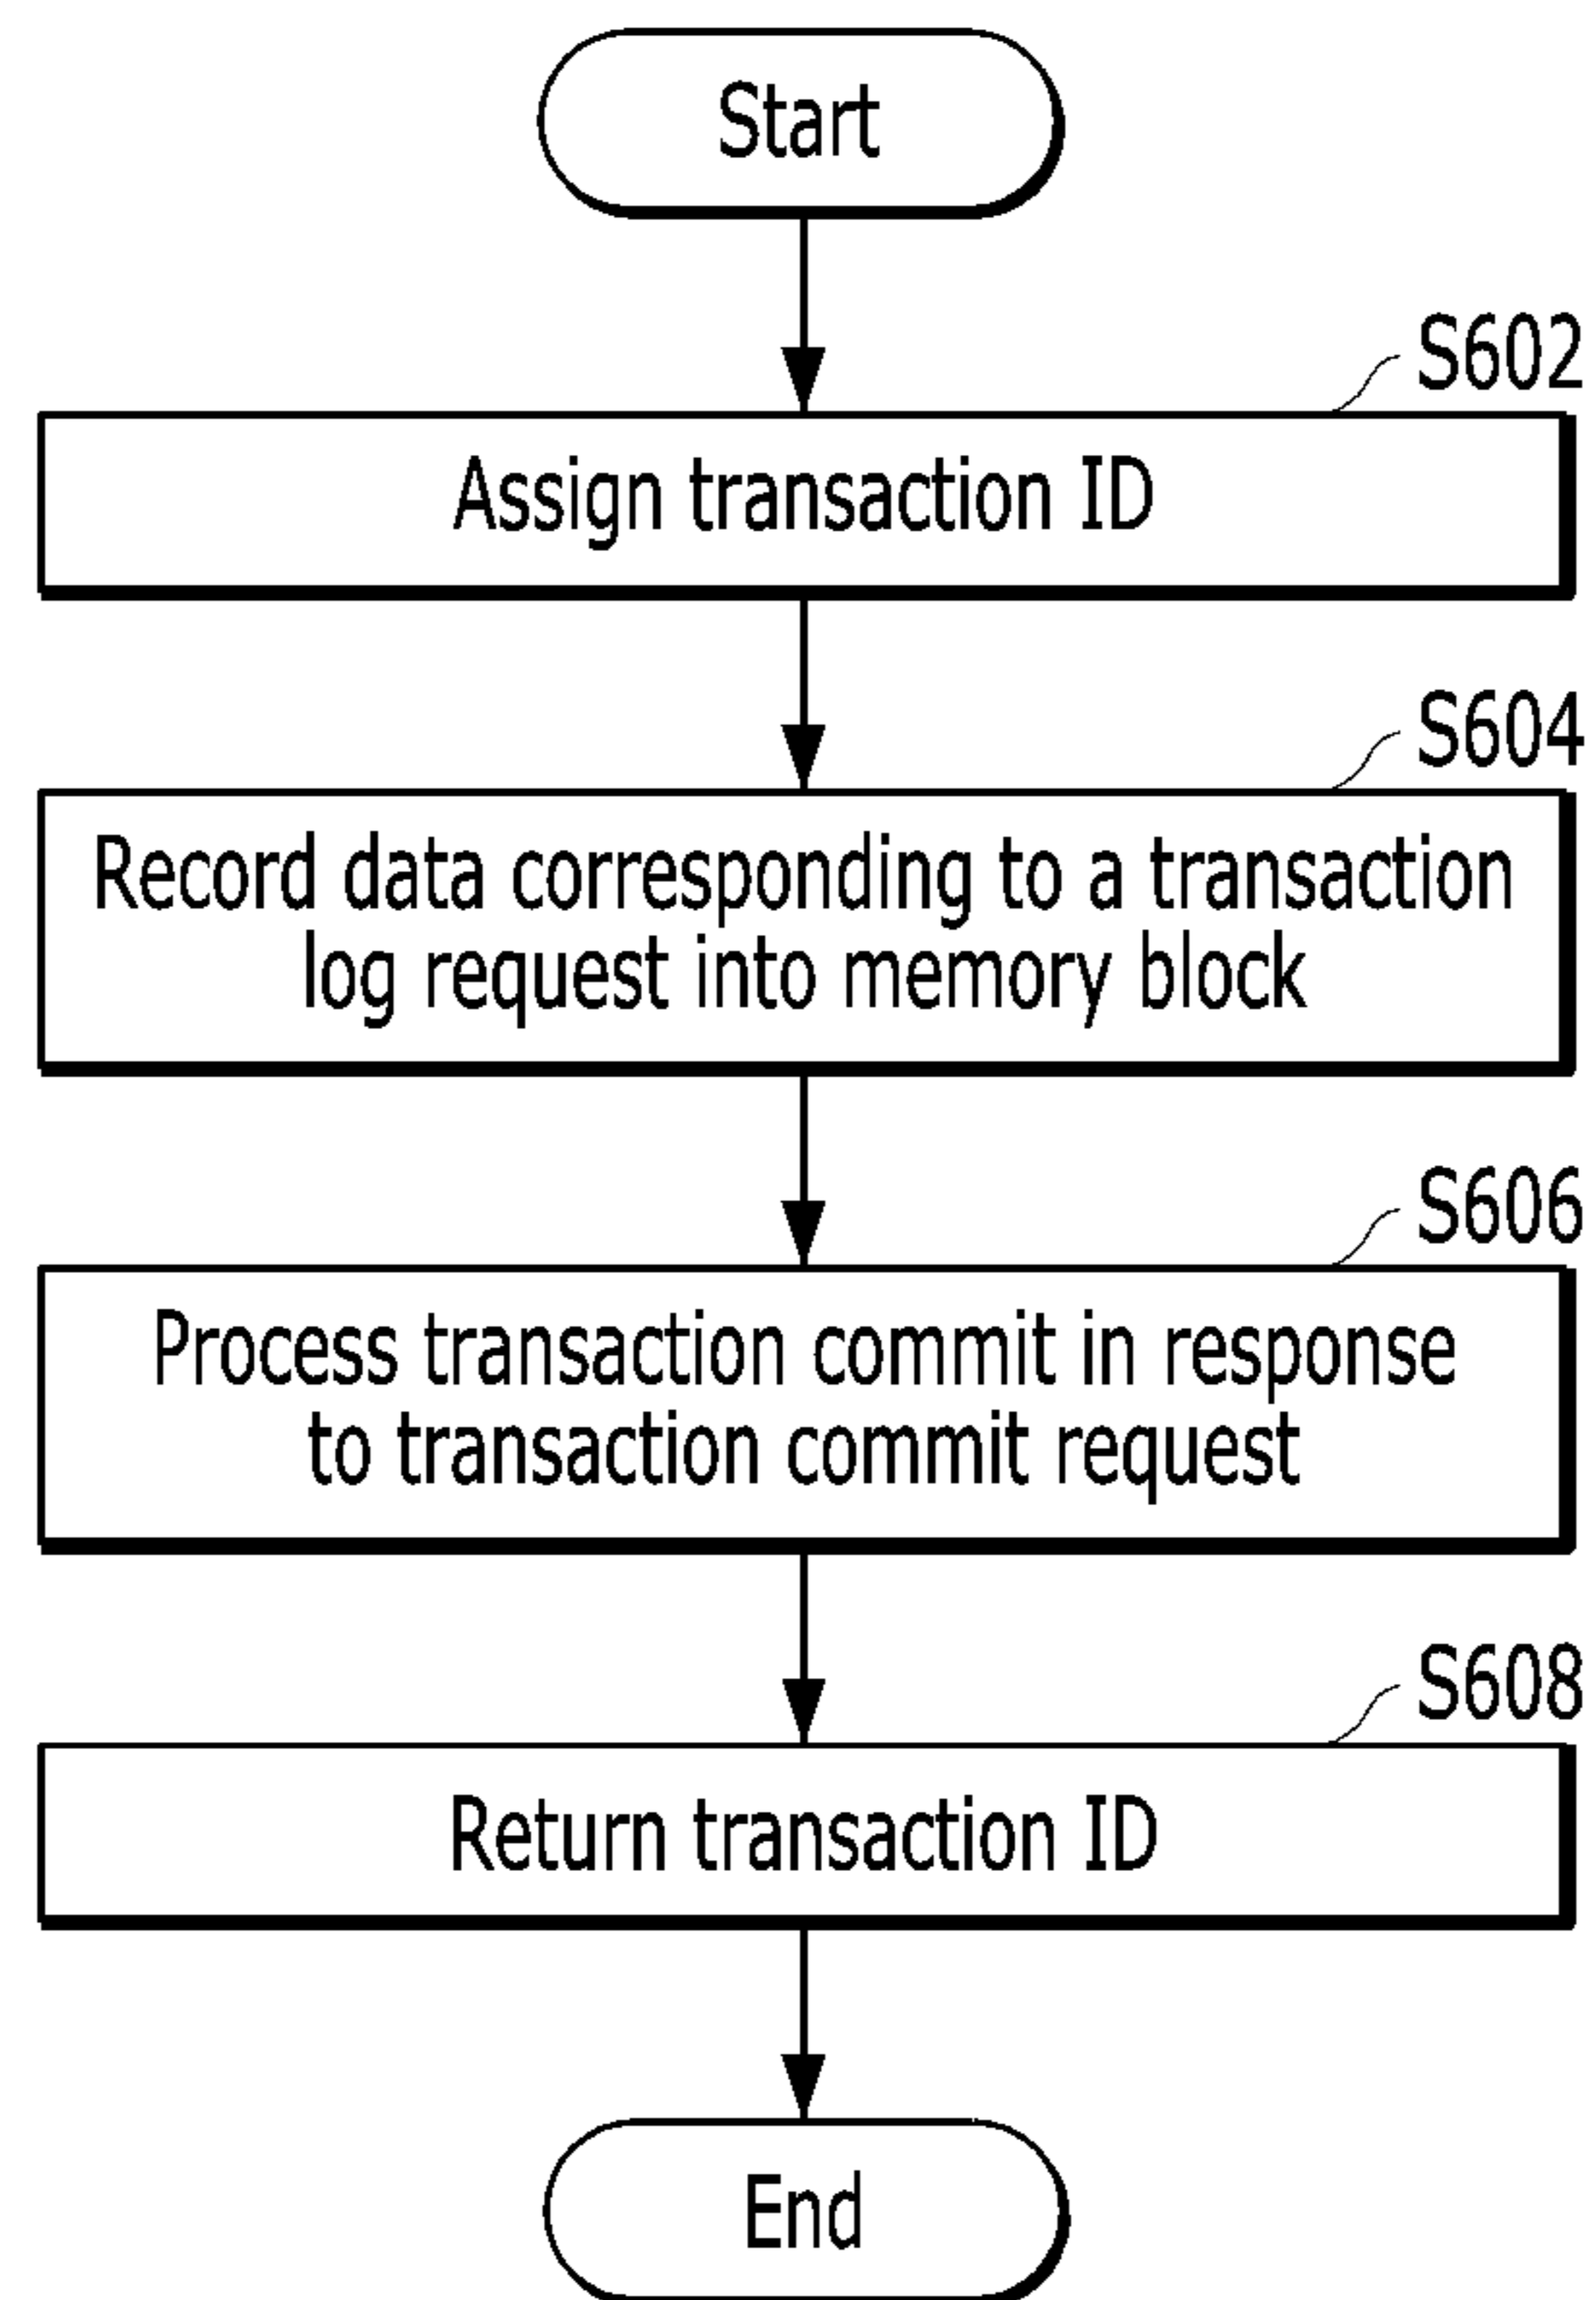 Start
S602
Assign transaction ID
S604
Record data corresponding to a transaction
log request into memory block
S606
Process transaction commit in response
to transaction commit request
S608
Return transaction ID
End